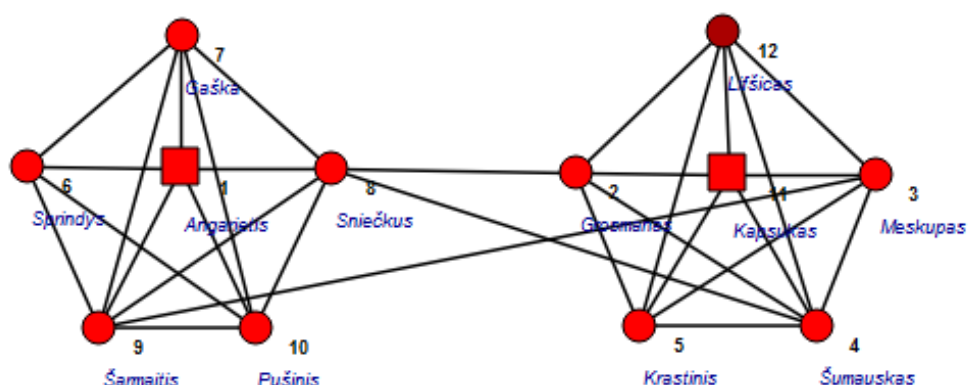 12
7
Lifšicas
Gaška
6
1
8
2
11
3
Sprindys
Angarietis
Sniečkus
Grosmanas
Kapsukas
Meskupas
9
10
5
4
Šarmaitis
Pušinis
Krastinis
Šumauskas